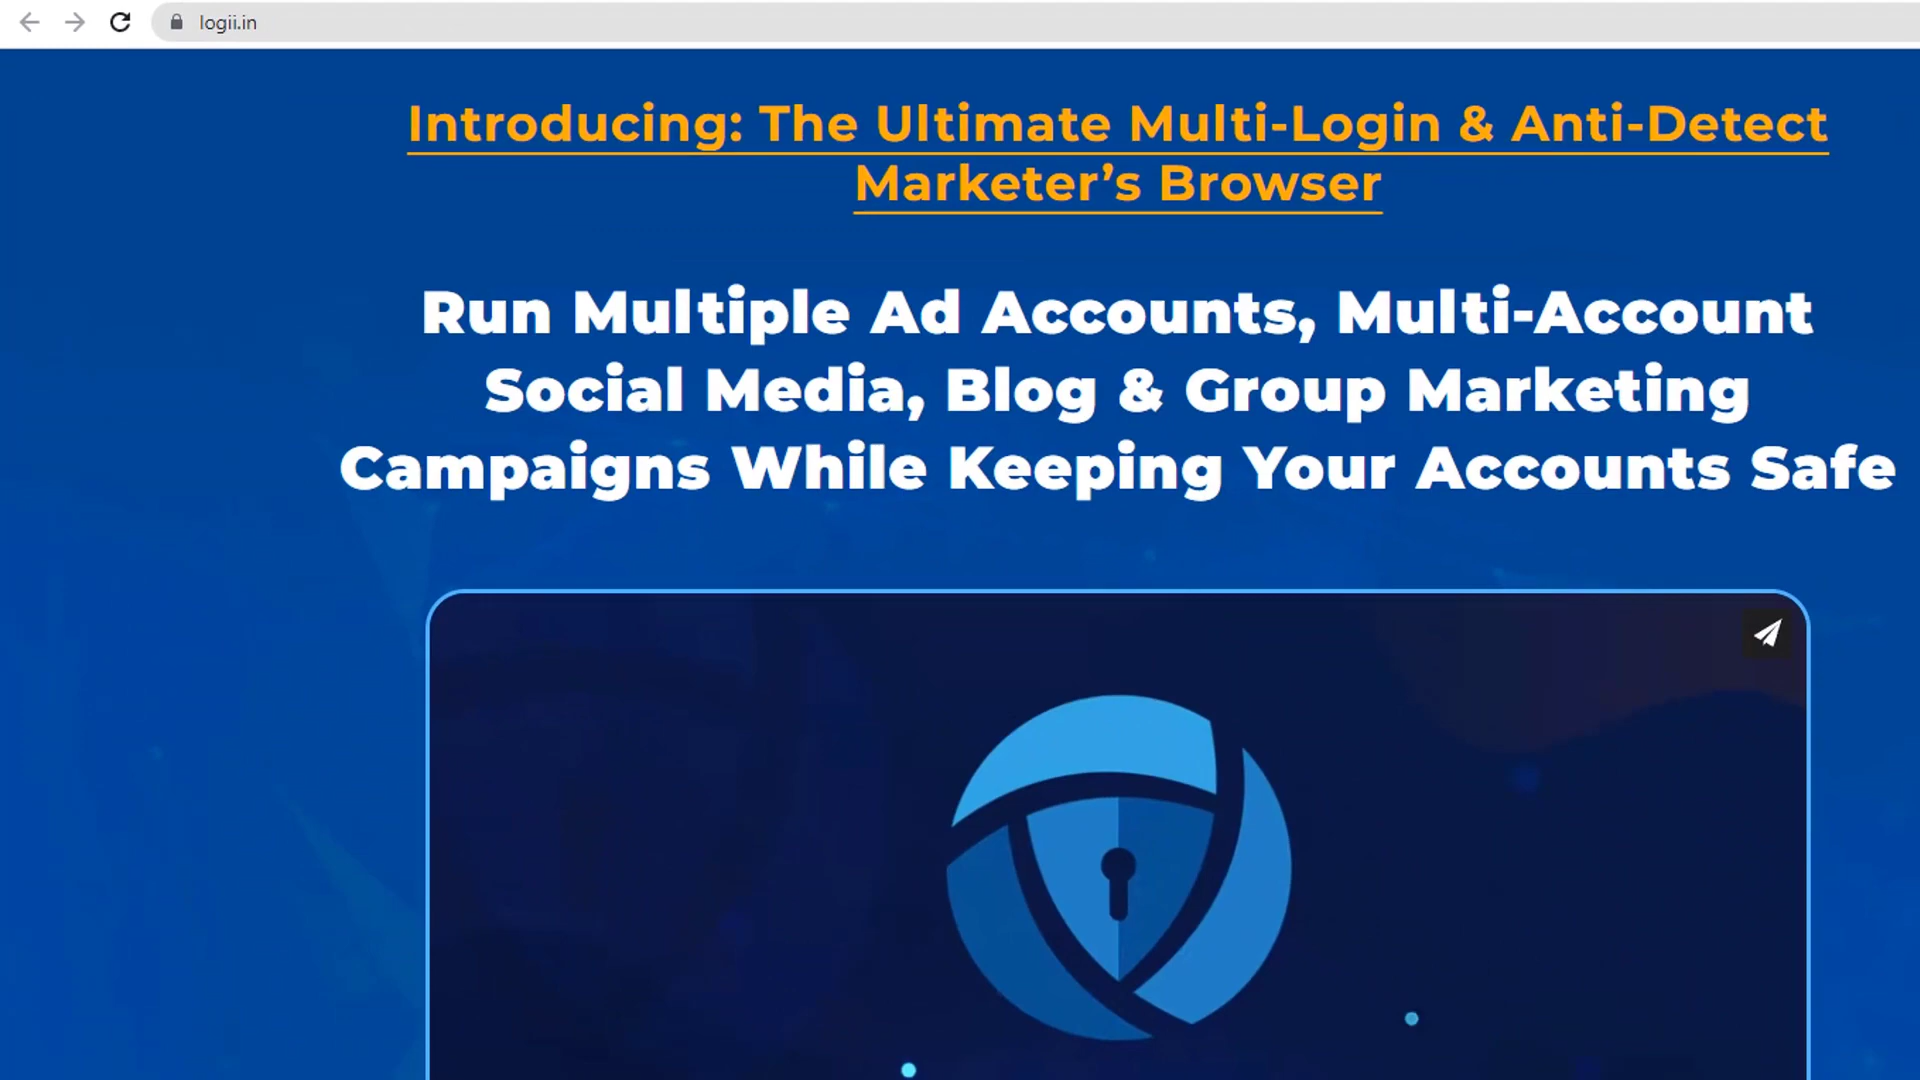 logii.in
Introducing: The Ultimate Multi-Login & Anti-Detect
Marketer’s Browser
Run Multiple Ad Accounts, Multi-Account
Social Media, Blog & Group Marketing
Campaigns While Keeping Your Accounts Safe